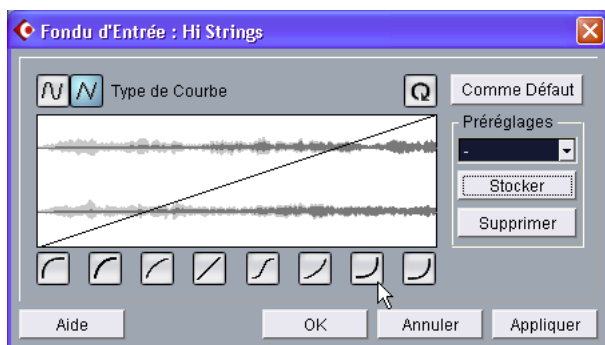 Fondu d'Entrée : Hi Strings
Type de Courbe
Comme Défaut
Préréglages
-
Stocker
Supprimer
Aide
OK
Annuler
Appliquer